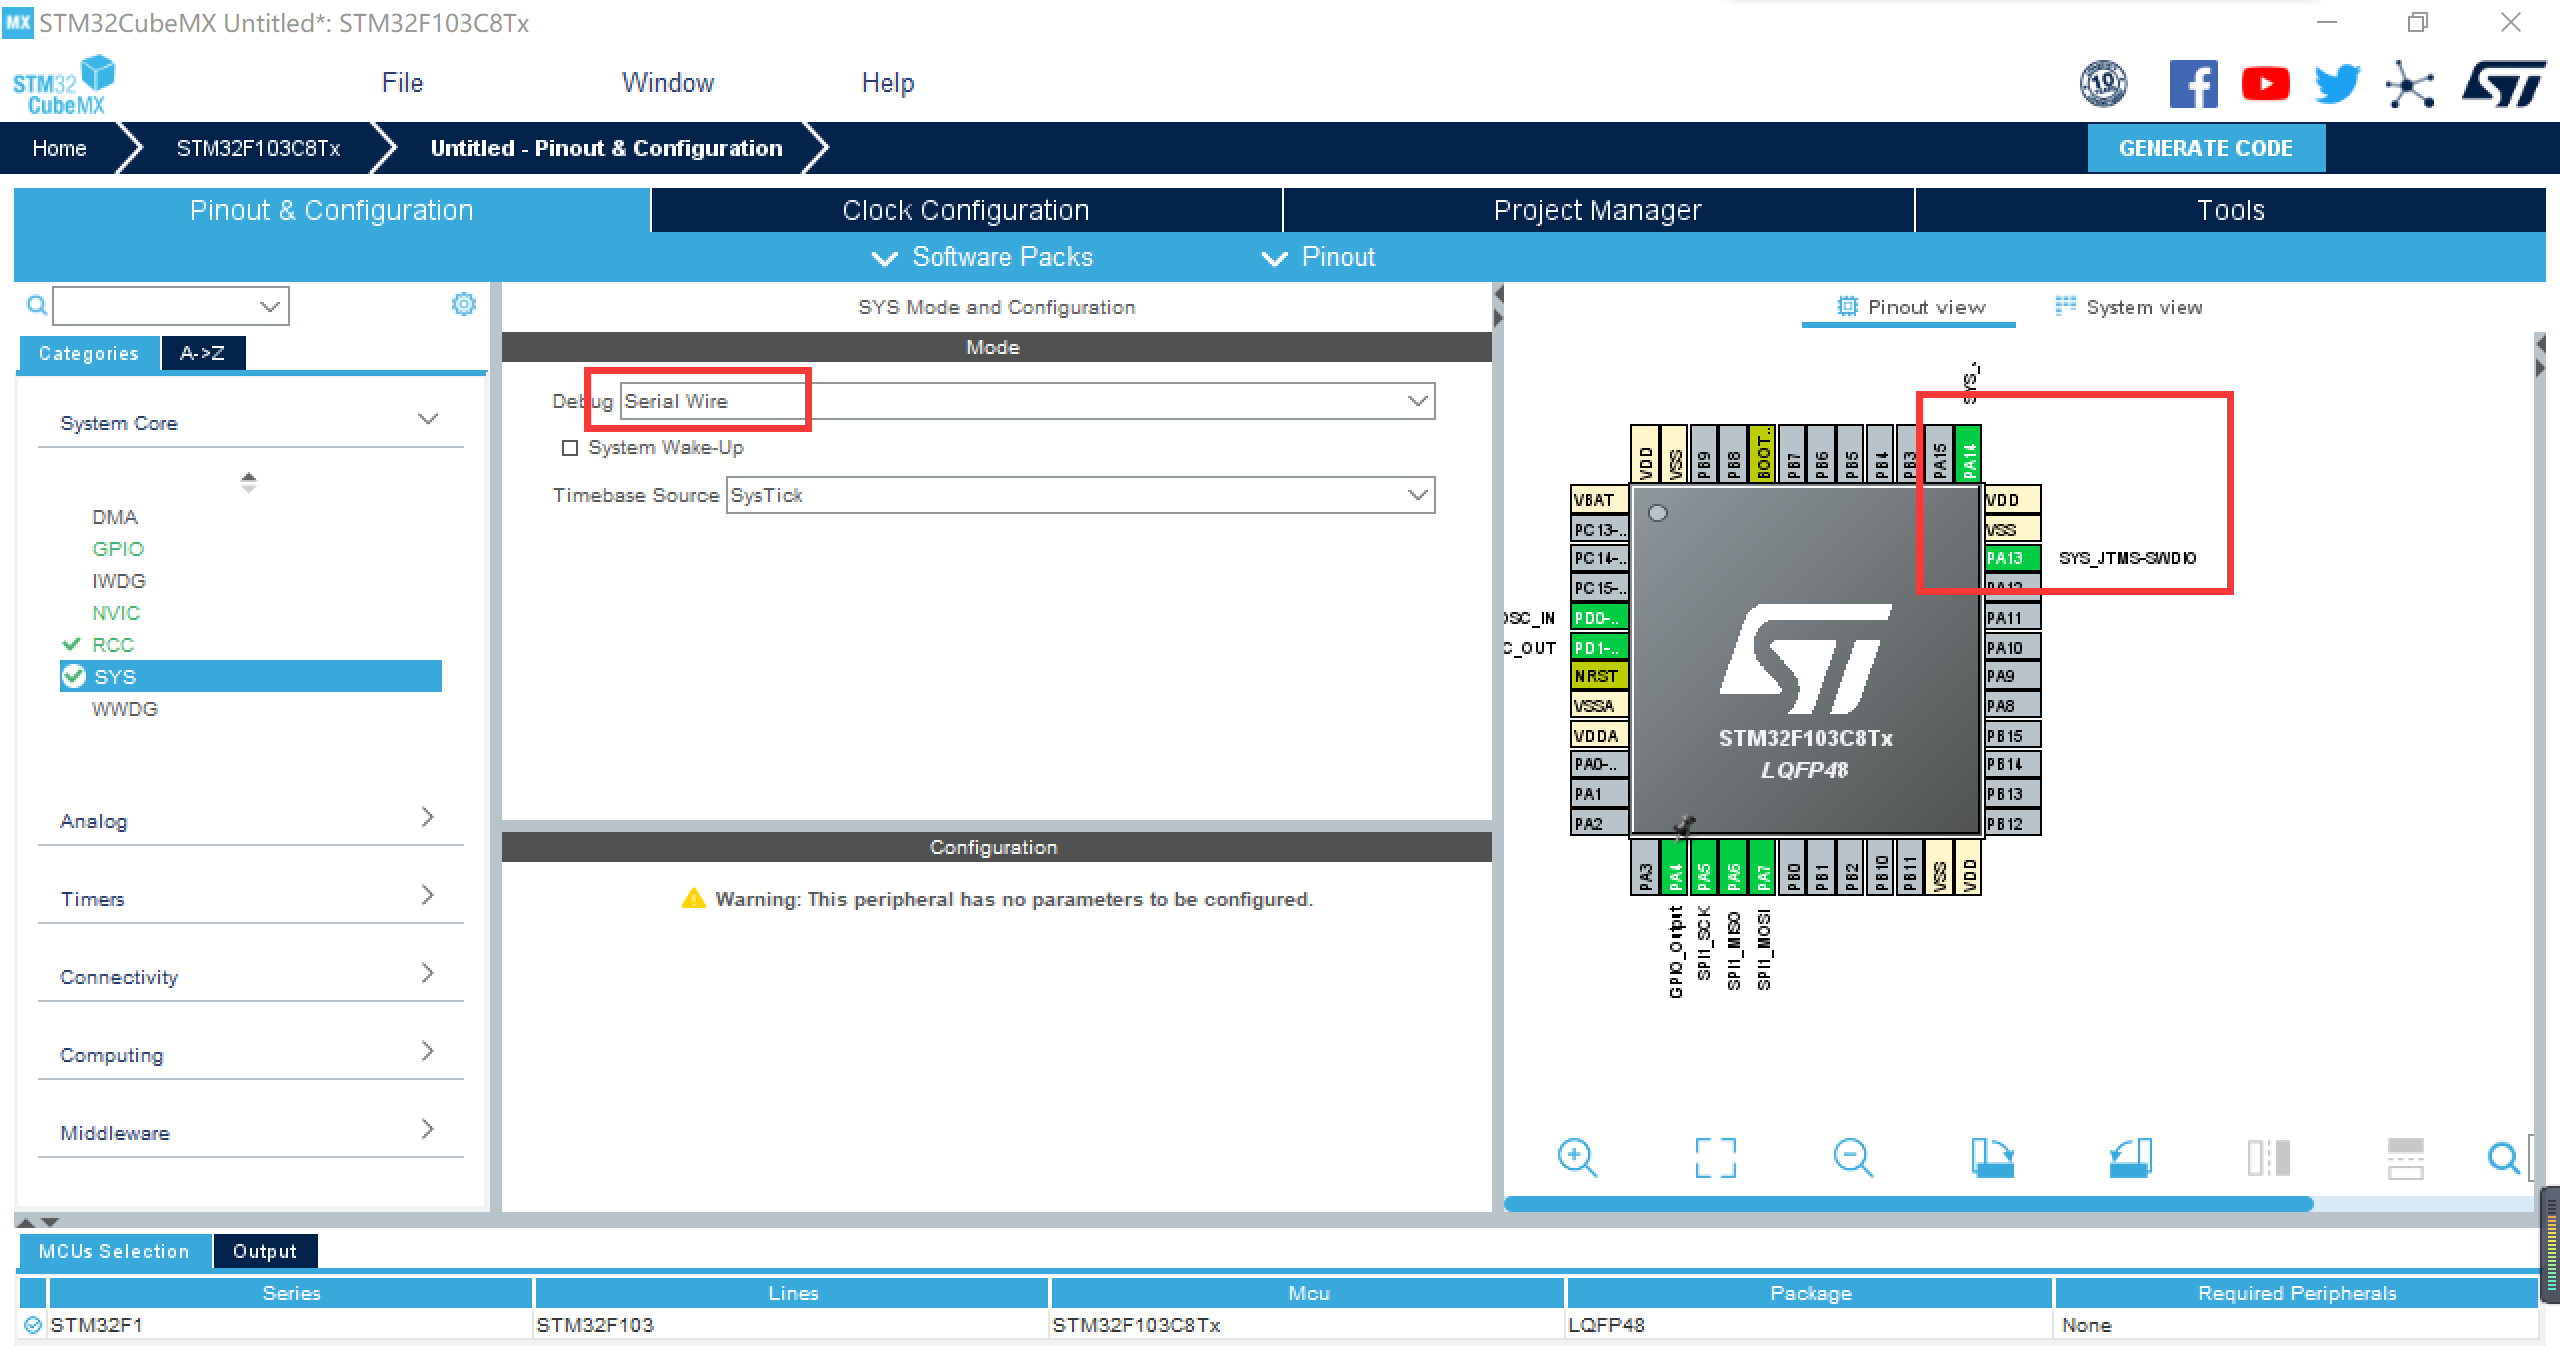 MX STM32CubeMX Untitled*: STM32F103C8Tx
STM32
CubeMX
File
Window
Help
10
Home
STM32F103C8Tx
Untitled - Pinout & Configuration
GENERATE CODE
Pinout & Configuration
Clock Configuration
Project Manager
Tools
Software Packs
Pinout
Categories
A->Z
System Core
DMA
GPIO
IWDG
NVIC
RCC
SYS
WWDG
Analog
Timers
Connectivity
Computing
Middleware
SYS Mode and Configuration
Mode
Debug Serial Wire
System Wake-Up
Timebase Source SysTick
Configuration
Warning: This peripheral has no parameters to be configured.
Pinout view
System view
VDD
VSS
PB9
PB8
BOOT..
PB7
PB6
PB5
PB4
PB3
PA15
PA14
VBAT
PC13-..
PC14-..
PC15-..
PD0-..
PD1-..
NRST
VSSA
VDDA
PA0-..
PA1
PA2
C_OUT
STM32F103C8Tx
LQFP48
VDD
VSS
PA13
SYS_JTMS-SWDIO
PA12
PA11
PA10
PA9
PA8
PB15
PB14
PB13
PB12
PA3
PA4
PA5
PA6
PA7
PB0
PB1
PB2
PB10
PB11
VSS
VDD
GPIO_Output
SPI1_SCK
SPI1_MISO
SPI1_MOSI
MCUs Selection
Output
Series
Lines
Mcu
Package
Required Peripherals
STM32F1
STM32F103
STM32F103C8Tx
LQFP48
None